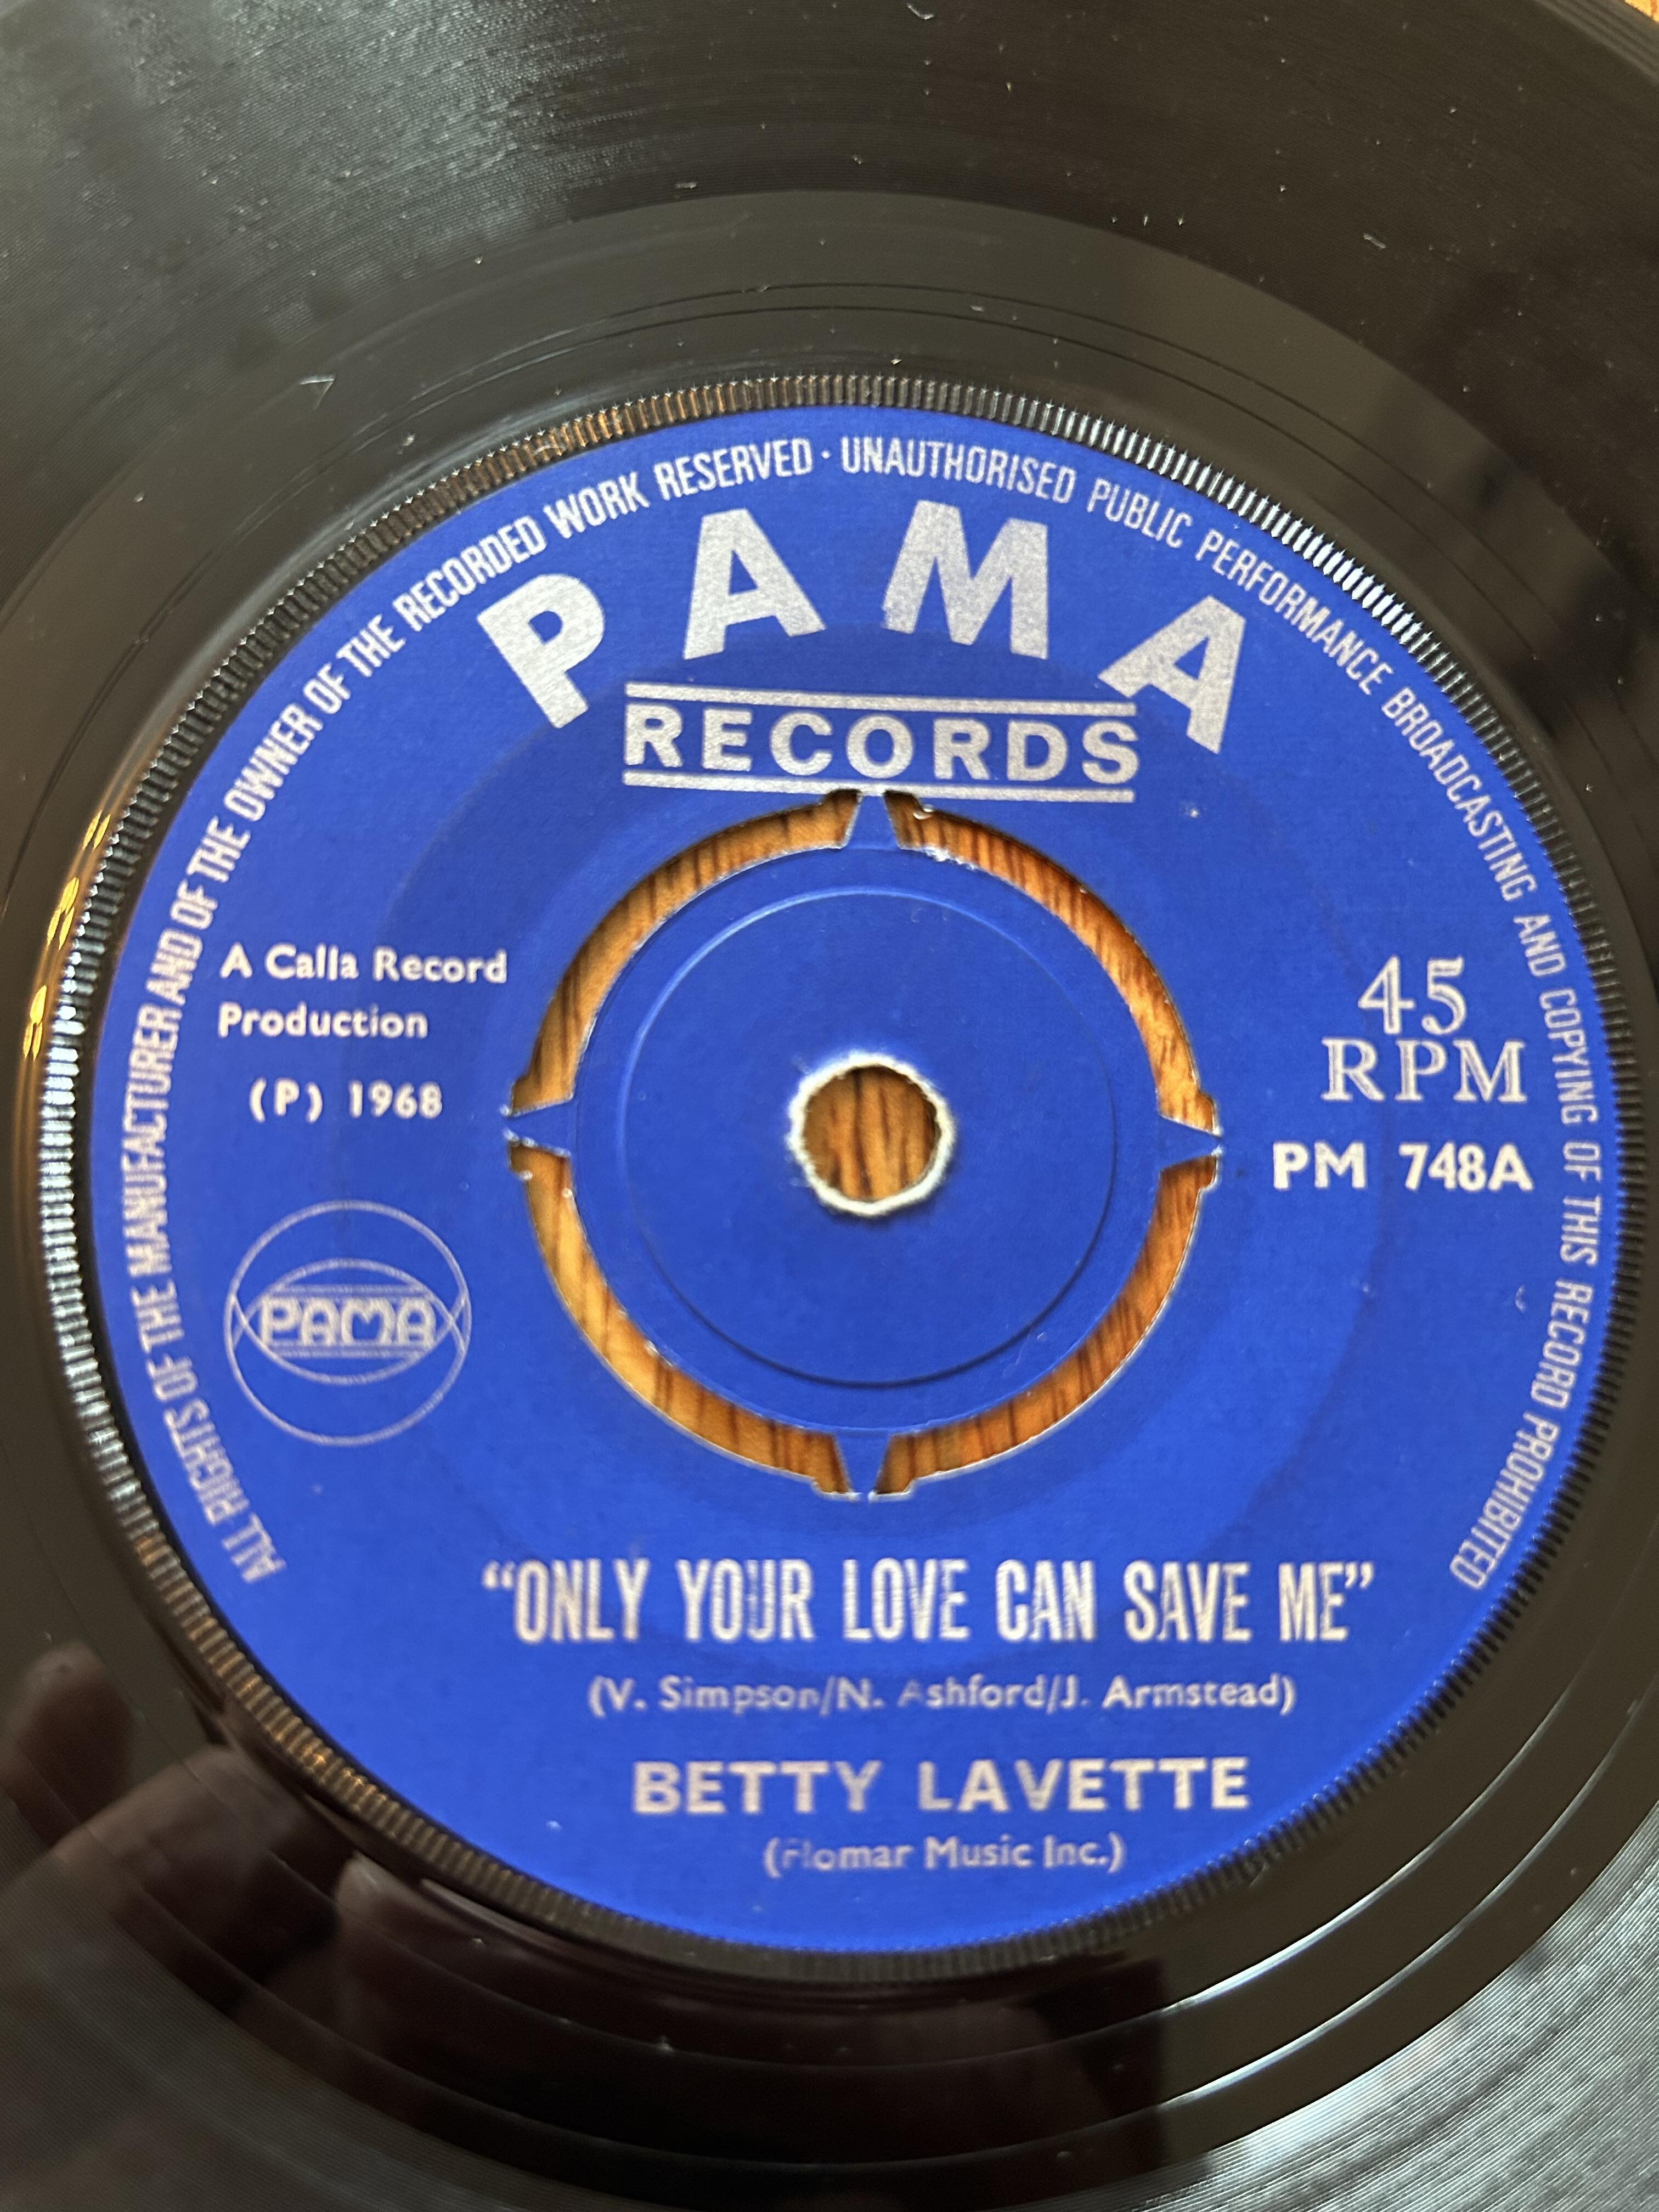 ALL RIGHTS OF THE MANUFACTURER AND OF THE OWNER OF THE RECORDED WORK RESERVED · UNAUTHORISED PUBLIC PERFORMANCE BROADCASTING AND COPYING OF THIS RECORD PROHIBITED
PAMA
RECORDS
A Calla Record
Production
(P) 1968
45
RPM
PM 748A
PAMA
“ONLY YOUR LOVE CAN SAVE ME”
(V. Simpson/N. Ashford/J. Armstead)
BETTY LAVETTE
(Flomar Music Inc.)